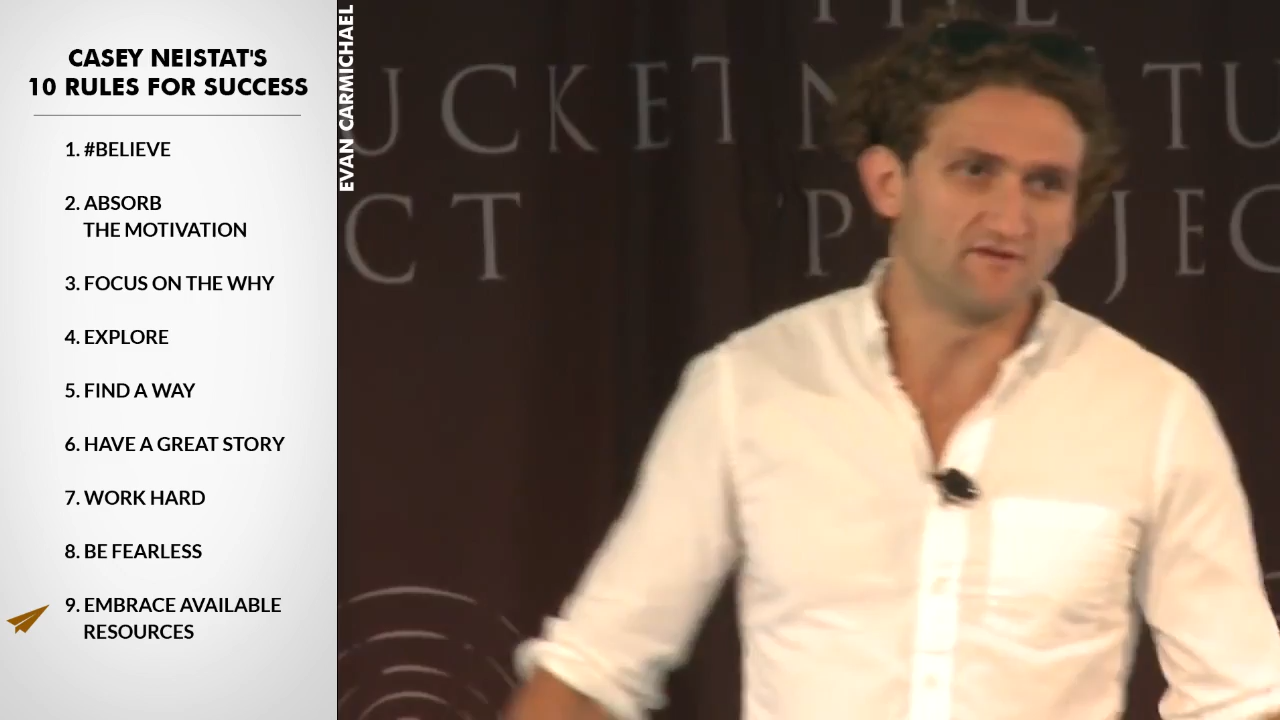 CASEY NEISTAT'S
10 RULES FOR SUCCESS
1. #BELIEVE
2. ABSORB
THE MOTIVATION
3. FOCUS ON THE WHY
4. EXPLORE
5. FIND A WAY
6. HAVE A GREAT STORY
7. WORK HARD
8. BE FEARLESS
9. EMBRACE AVAILABLE
RESOURCES
EVAN CARMICHAEL